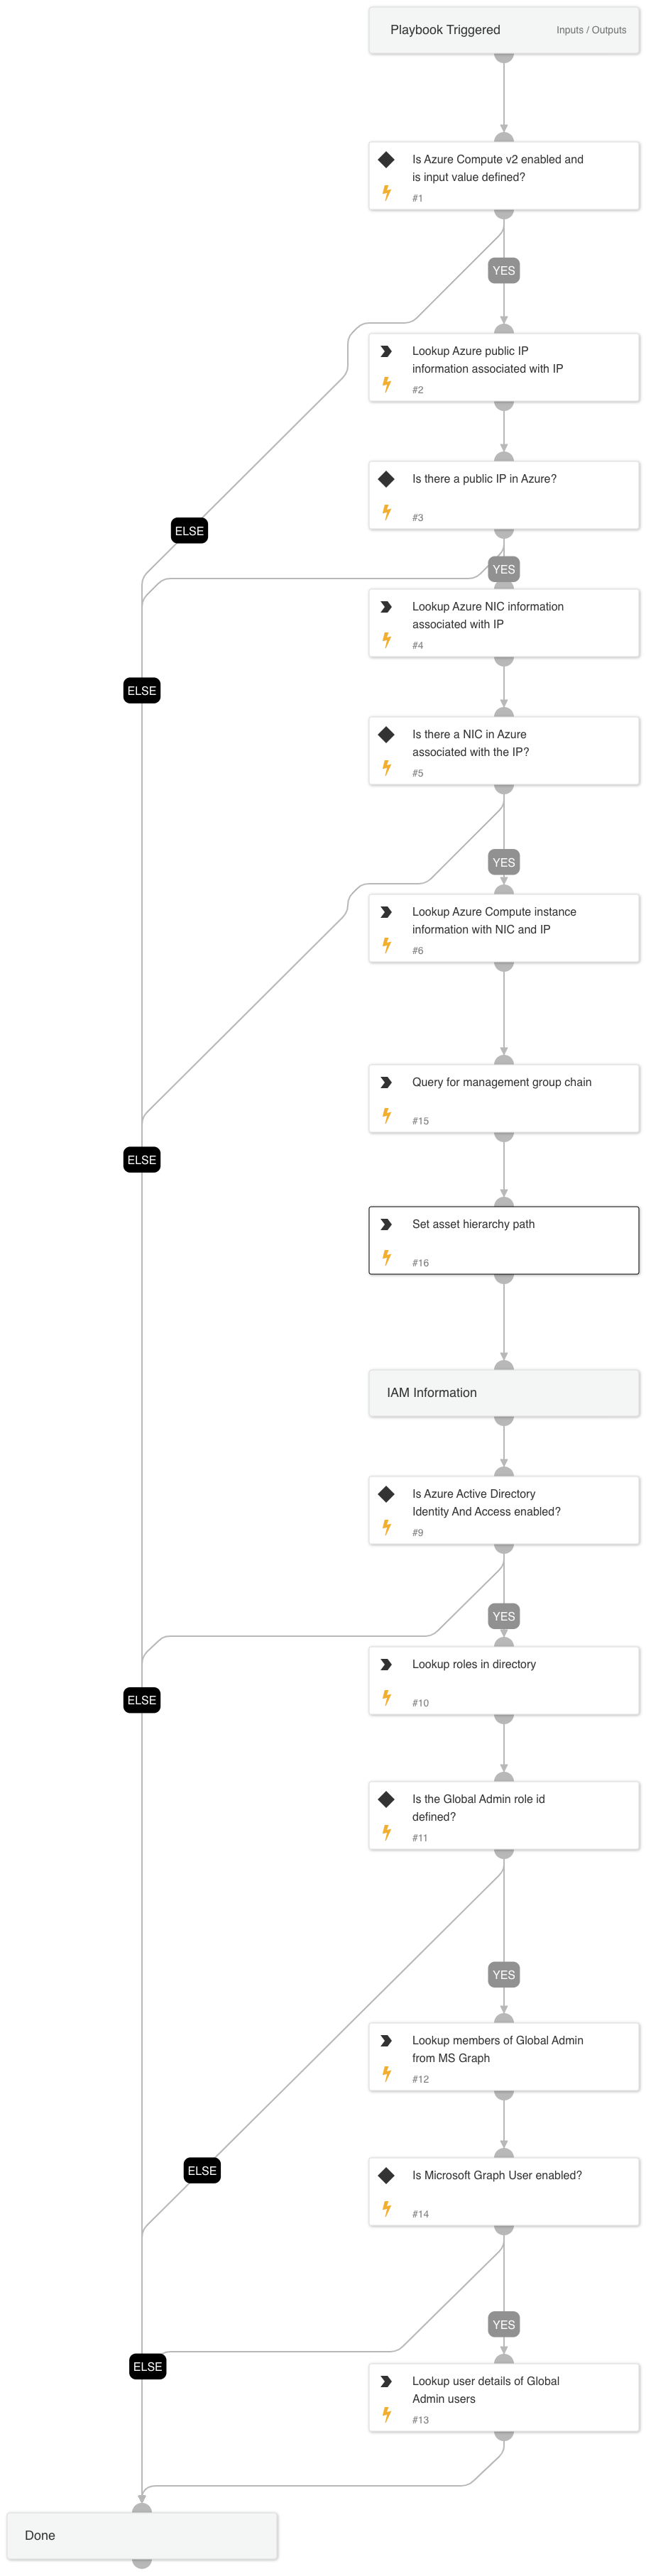 Playbook Triggered
Inputs / Outputs
Is Azure Compute v2 enabled and
is input value defined?
#1
YES
Lookup Azure public IP
information associated with IP
#2
Is there a public IP in Azure?
#3
ELSE
YES
Lookup Azure NIC information
associated with IP
#4
ELSE
Is there a NIC in Azure
associated with the IP?
#5
YES
Lookup Azure Compute instance
information with NIC and IP
#6
Query for management group chain
#15
ELSE
Set asset hierarchy path
#16
IAM Information
Is Azure Active Directory
Identity And Access enabled?
#9
YES
Lookup roles in directory
#10
ELSE
Is the Global Admin role id
defined?
#11
YES
Lookup members of Global Admin
from MS Graph
#12
ELSE
Is Microsoft Graph User enabled?
#14
YES
ELSE
Lookup user details of Global
Admin users
#13
Done